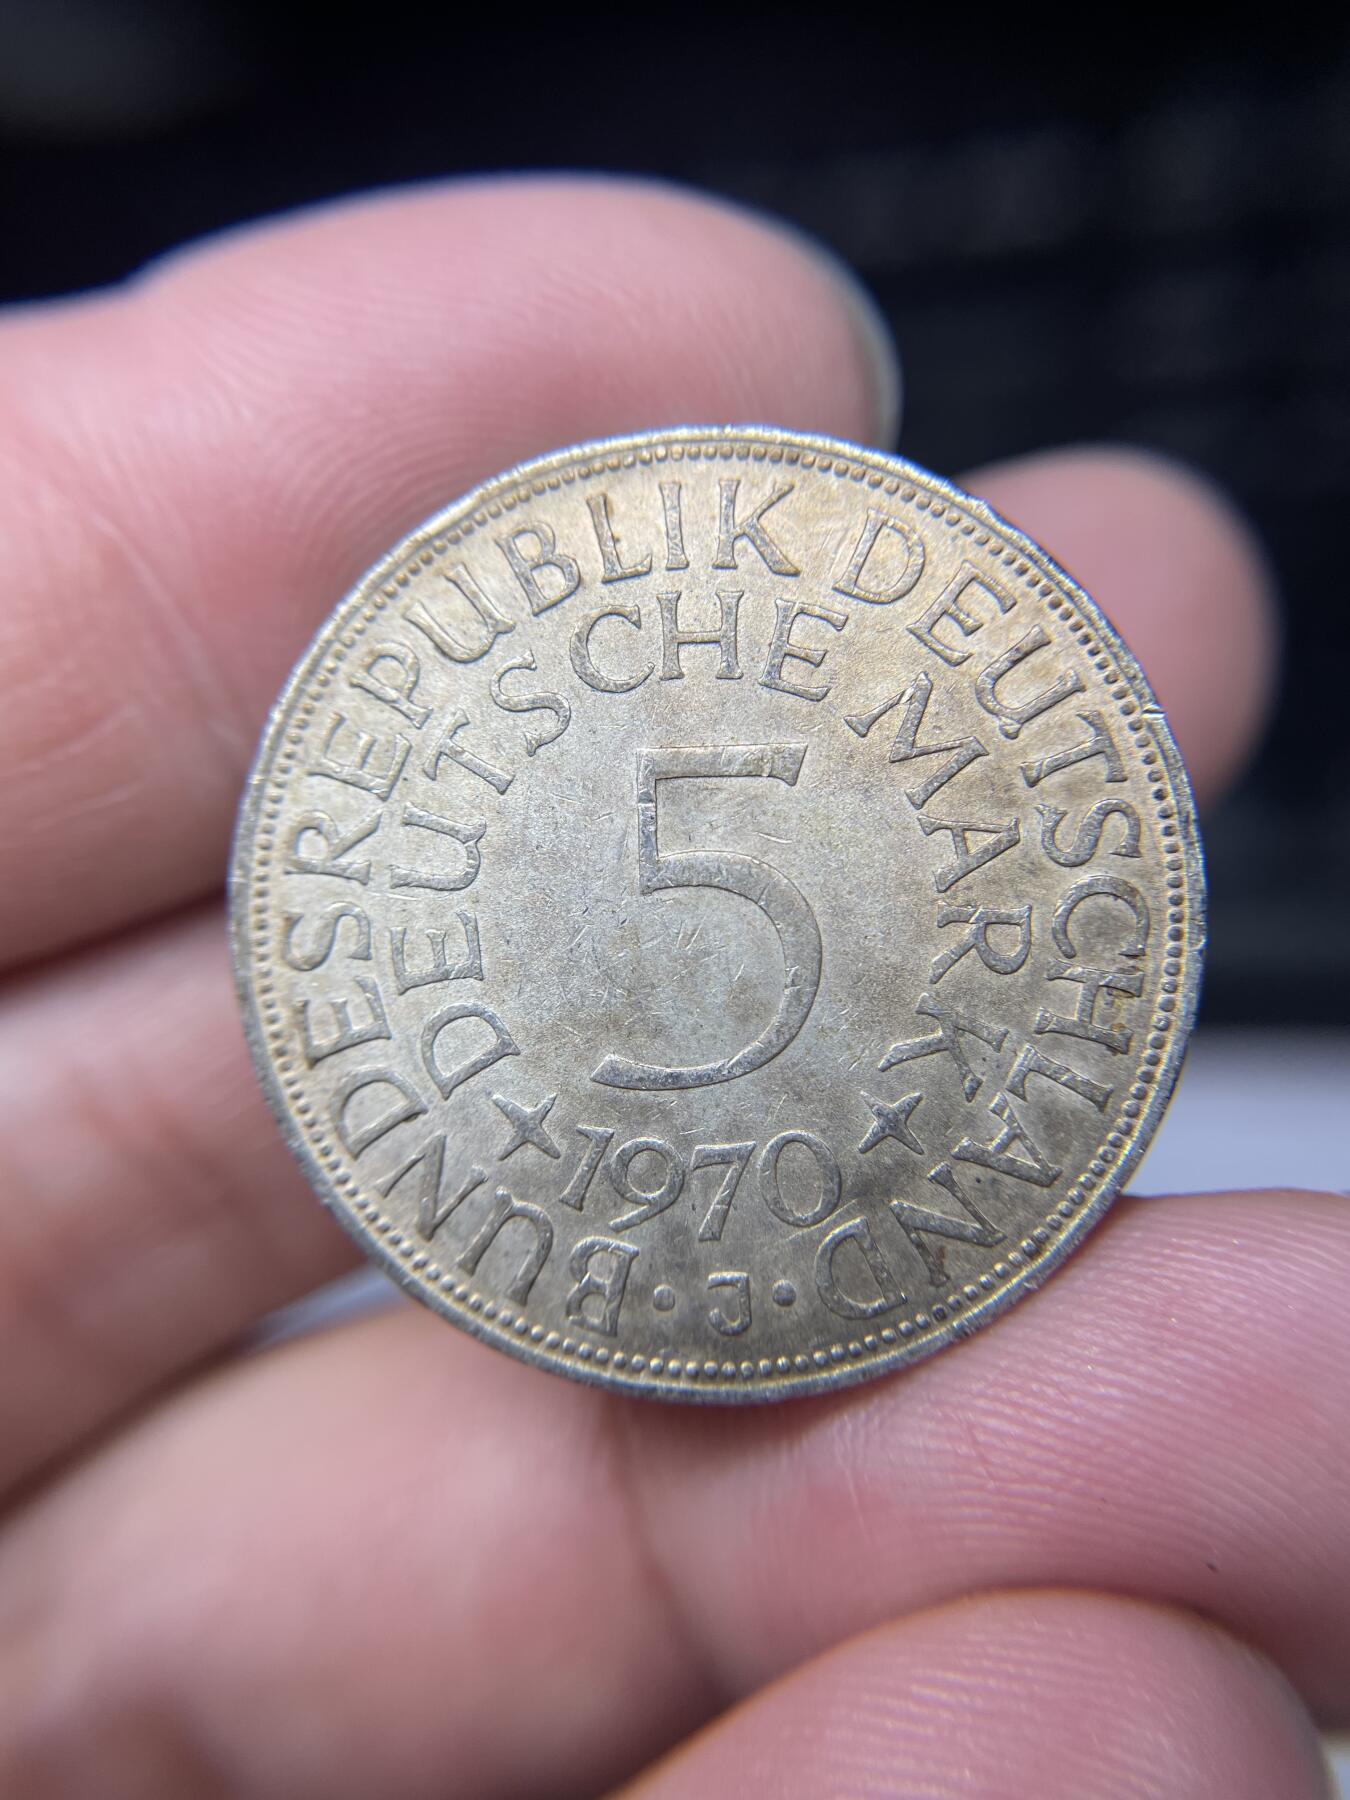 BUNDESREPUBLIK DEUTSCHLAND
DEUTSCHE MARK
5
1970
· J ·